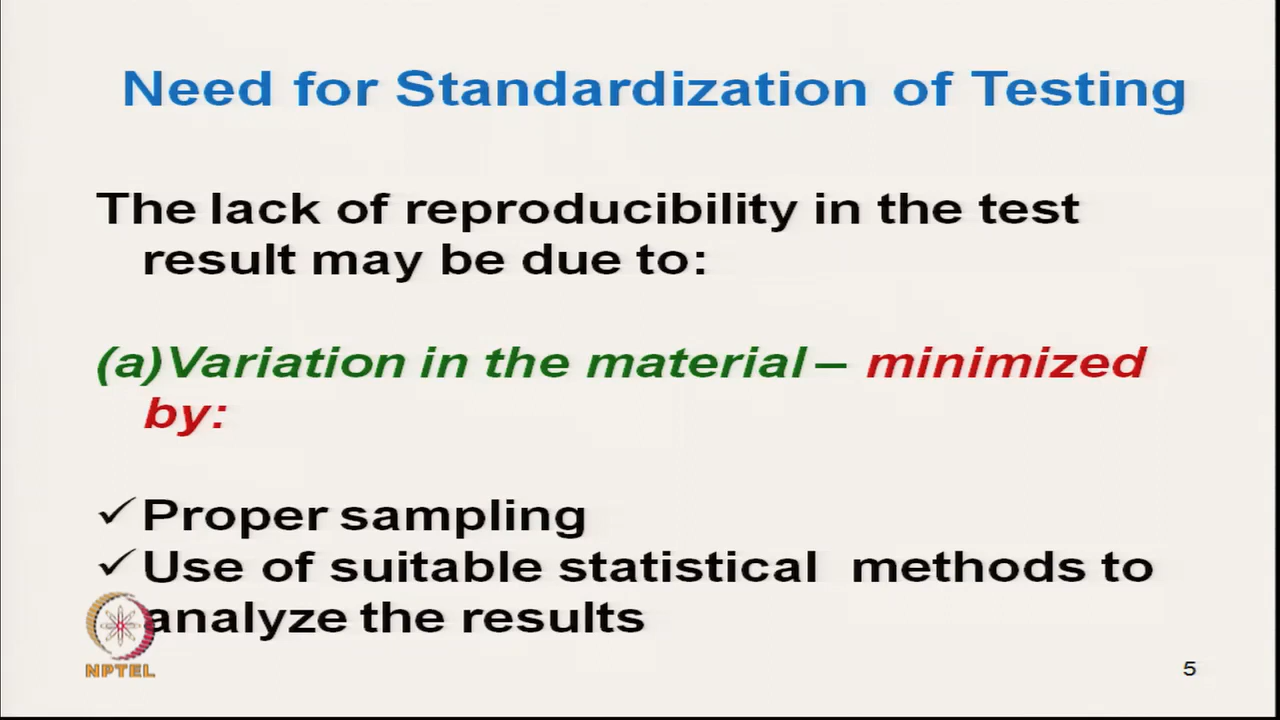 Need for Standardization of Testing
The lack of reproducibility in the test
result may be due to:
(a)Variation in the material – minimized
by:
✓Proper sampling
✓Use of suitable statistical methods to
analyze the results
NPTEL
5